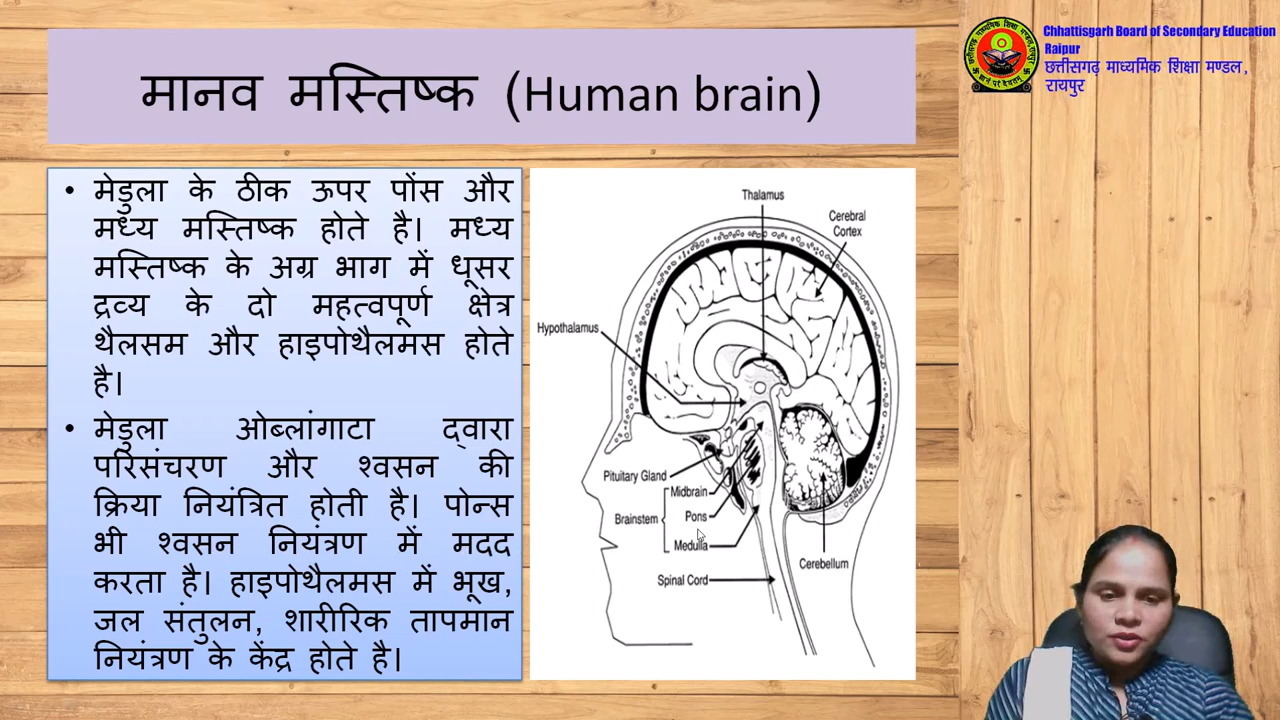 मानव मस्तिष्क (Human brain)
Chhattisgarh Board of Secondary Education
Raipur
छत्तीसगढ़ माध्यमिक शिक्षा मण्डल,
रायपुर
• मेडुला के ठीक ऊपर पोंस और
मध्य मस्तिष्क होते है। मध्य
मस्तिष्क के अग्र भाग में धूसर
द्रव्य के दो महत्वपूर्ण क्षेत्र
थैलसम और हाइपोथैलमस होते
है।
• मेडुला ओब्लांगाटा द्वारा
परिसंचरण और श्वसन की
क्रिया नियंत्रित होती है। पोन्स
भी श्वसन नियंत्रण में मदद
करता है। हाइपोथैलमस में भूख,
जल संतुलन, शारीरिक तापमान
नियंत्रण के केंद्र होते है।
Thalamus
Cerebral
Cortex
Hypothalamus
Pituitary Gland
Midbrain
Brainstem
Pons
Medulla
Spinal Cord
Cerebellum